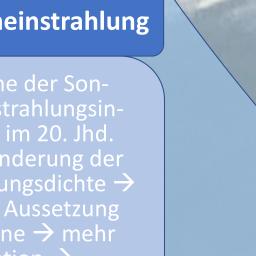 neinstrahlung
ne der Son-
strahlungsin-
im 20. Jhd.
nderung der
ungsdichte →
Aussetzung
ne → mehr